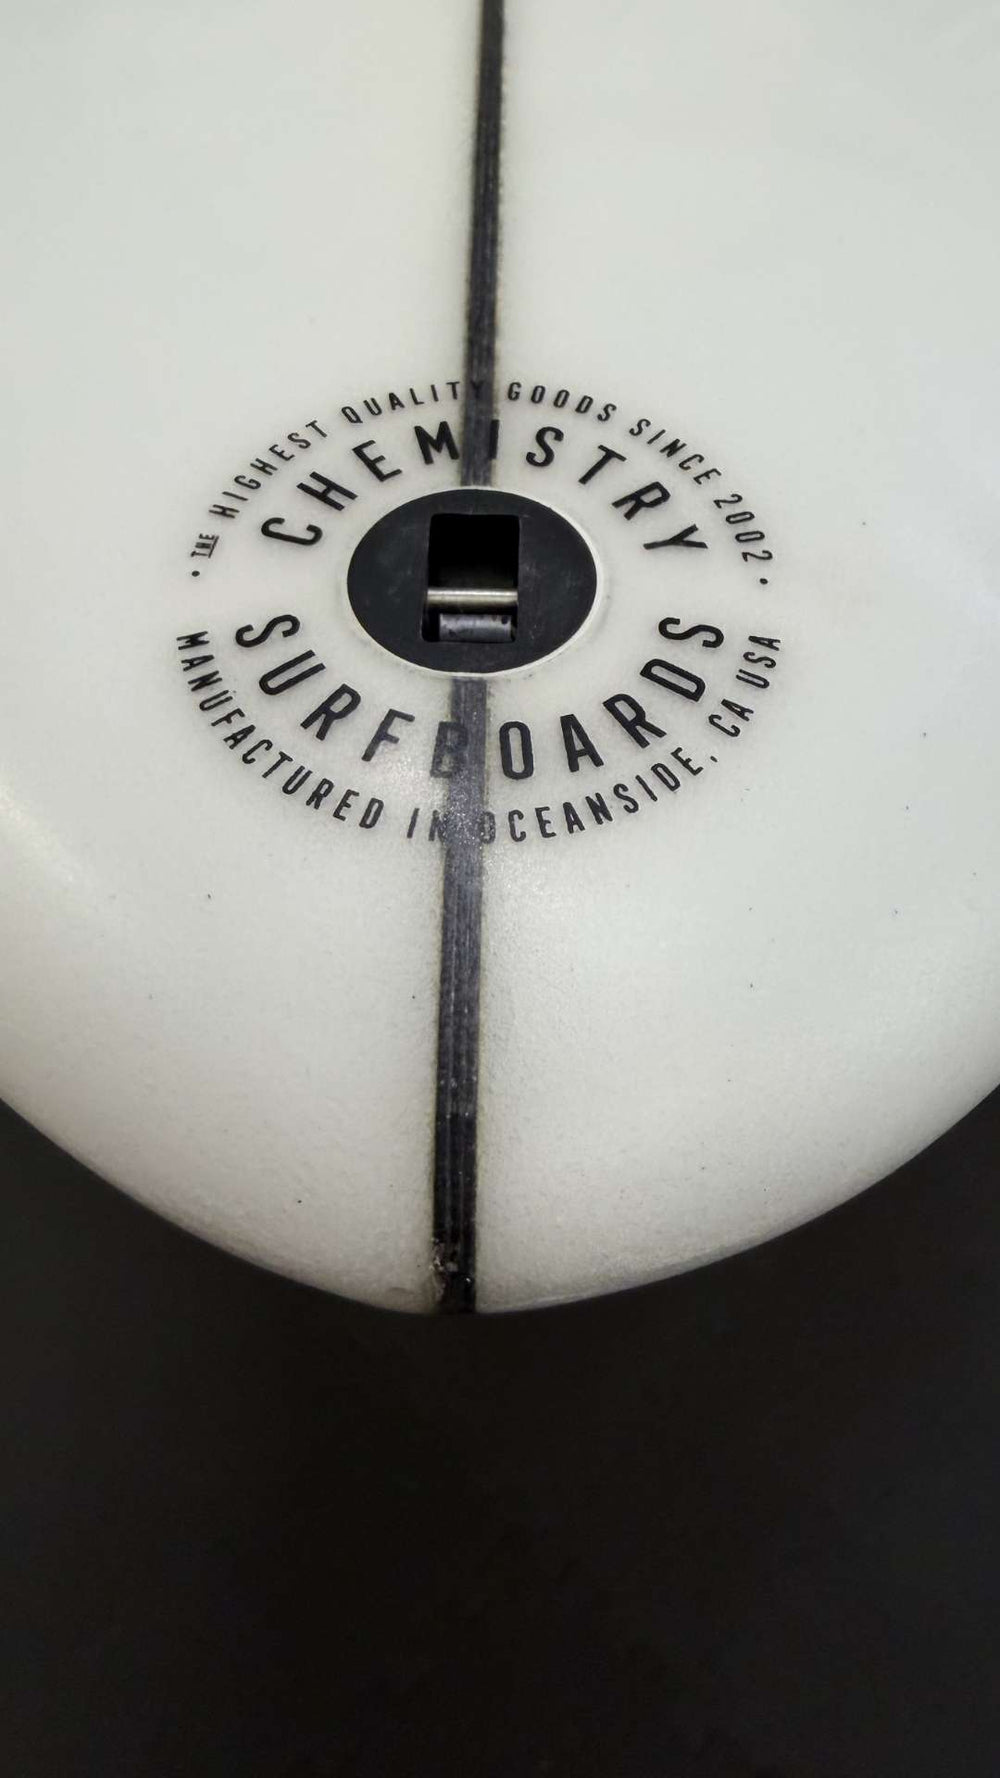 · THE HIGHEST QUALITY GOODS SINCE 2002 ·
CHEMISTRY
SURFBOARDS
MANUFACTURED IN OCEANSIDE, CA USA